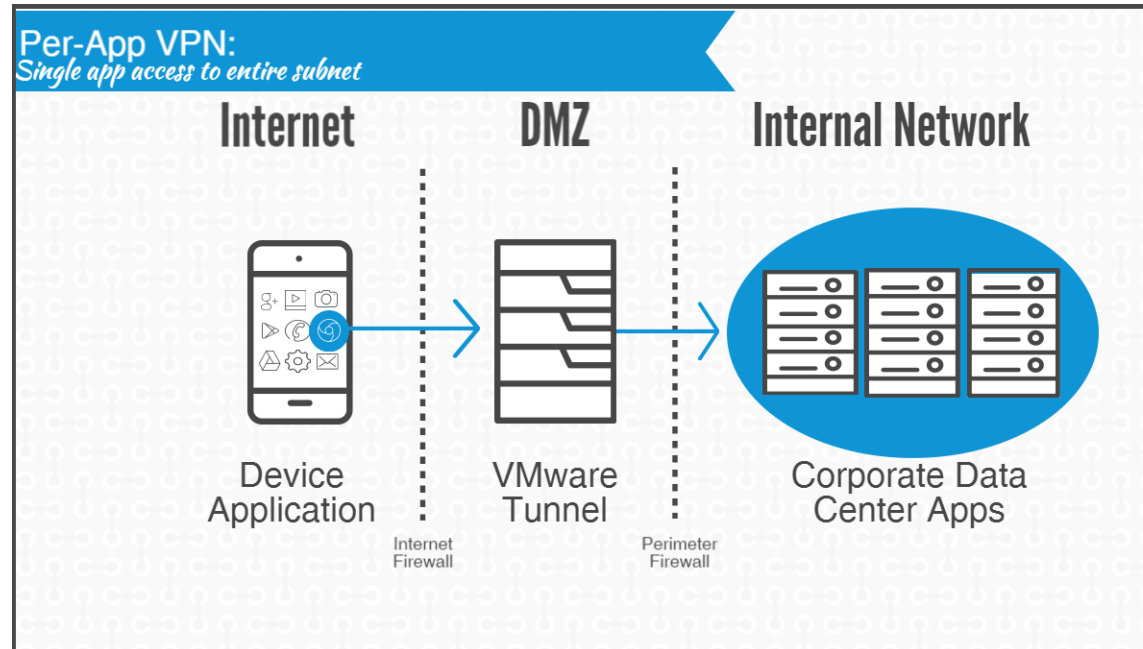 Per-App VPN:
Single app access to entire subnet
Internet
DMZ
Internal Network
8+
Device
Application
VMware
Tunnel
Corporate Data
Center Apps
Internet
Firewall
Perimeter
Firewall